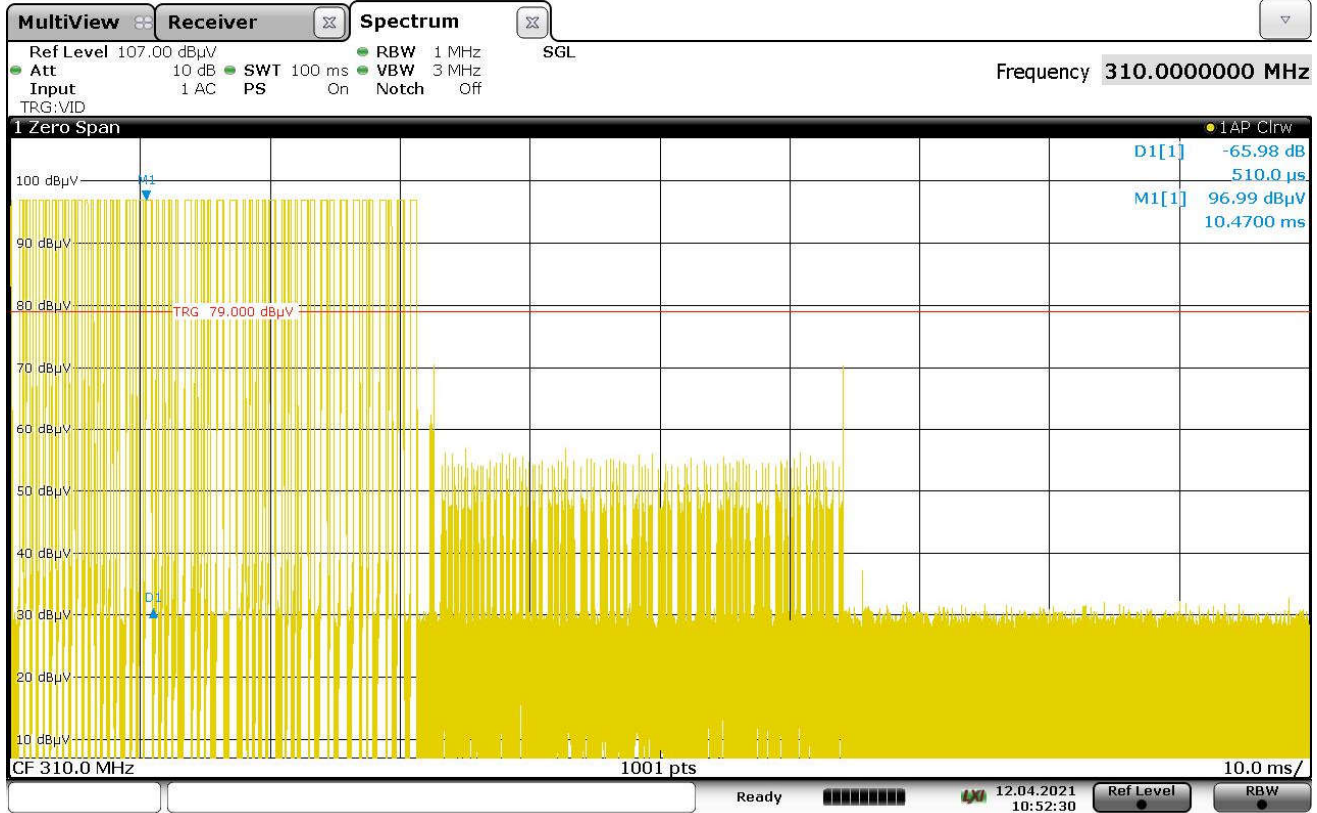 MultiView Receiver Spectrum
Ref Level 107.00 dBµV RBW 1 MHz SGL
Att 10 dB SWT 100 ms VBW 3 MHz
Input 1 AC PS On Notch Off
Frequency 310.0000000 MHz
TRG:VID
1 Zero Span 1AP Clrw
D1[1] -65.98 dB
510.0 µs
M1[1] 96.99 dBµV
10.4700 ms
100 dBµV
M1
90 dBµV
80 dBµV
TRG 79.000 dBµV
70 dBµV
60 dBµV
50 dBµV
40 dBµV
D1
30 dBµV
20 dBµV
10 dBµV
CF 310.0 MHz 1001 pts 10.0 ms/
Ready LXI 12.04.2021 Ref Level RBW
10:52:30